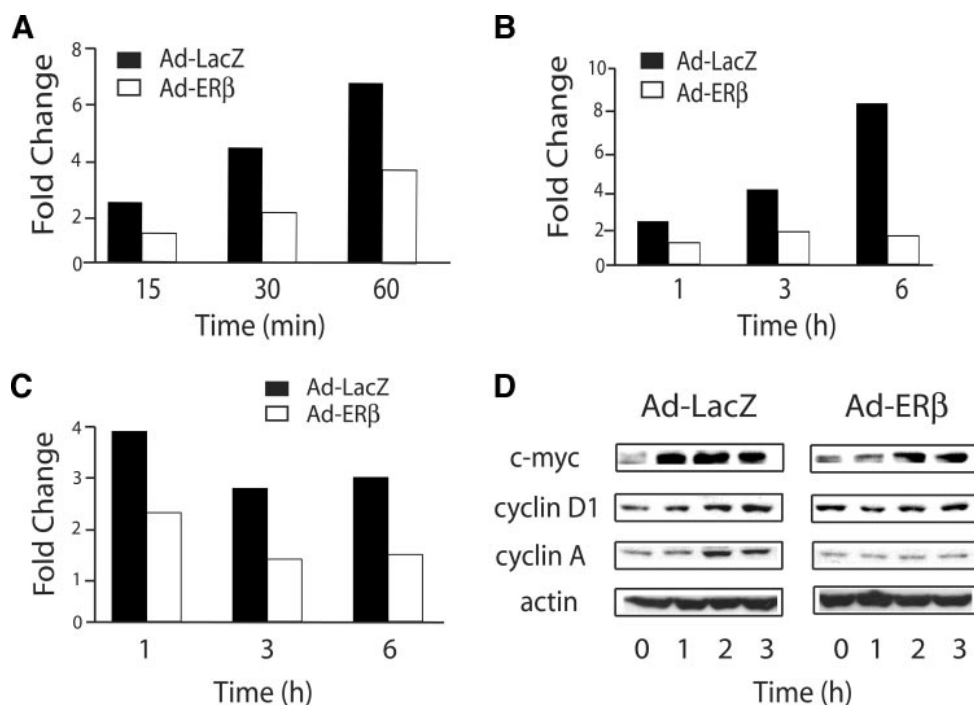 A
8
6
4
2
0
Fold Change
Ad-LacZ
Ad-ERβ
15 30 60
Time (min)
B
10
8
6
4
2
0
Fold Change
Ad-LacZ
Ad-ERβ
1 3 6
Time (h)
C
4
3
2
1
0
Fold Change
Ad-LacZ
Ad-ERβ
1 3 6
Time (h)
D
Ad-LacZ Ad-ERβ
c-myc
cyclin D1
cyclin A
actin
0 1 2 3 0 1 2 3
Time (h)